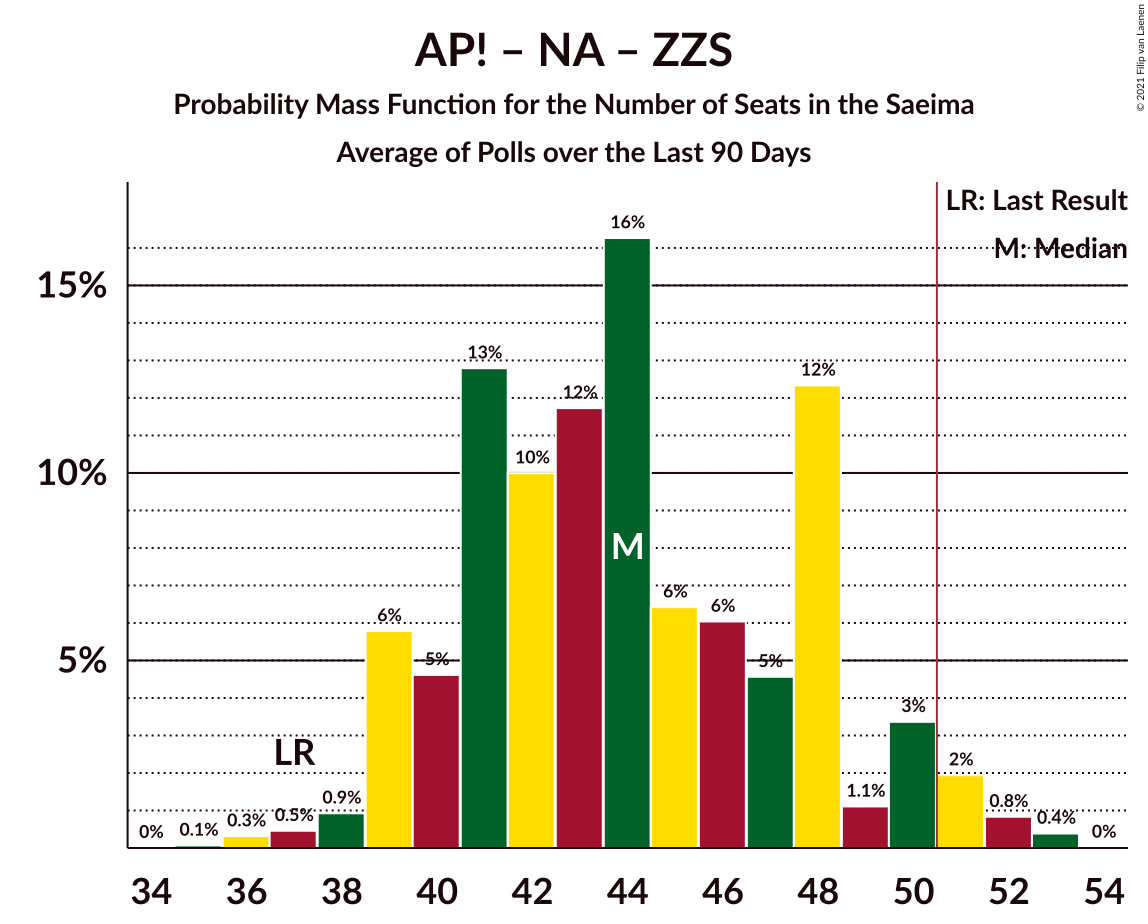 AP! – NA – ZZS
Probability Mass Function for the Number of Seats in the Saeima
Average of Polls over the Last 90 Days
© 2021 Filip van Laenen
LR: Last Result
M: Median
15%
10%
5%
0%
0.1%
0.3%
0.5%
0.9%
6%
5%
13%
10%
12%
16%
6%
6%
5%
12%
1.1%
3%
2%
0.8%
0.4%
0%
LR
M
34 36 38 40 42 44 46 48 50 52 54